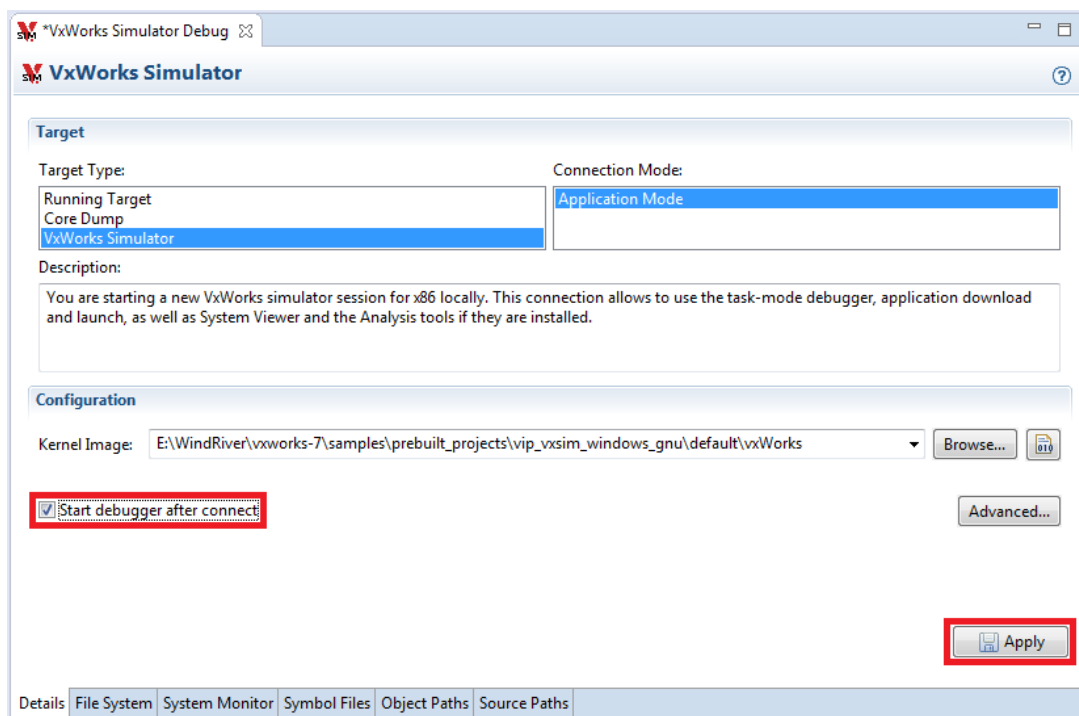 *VxWorks Simulator Debug
VxWorks Simulator
Target
Target Type:
Connection Mode:
Running Target
Core Dump
VxWorks Simulator
Application Mode
Description:
You are starting a new VxWorks simulator session for x86 locally. This connection allows to use the task-mode debugger, application download
and launch, as well as System Viewer and the Analysis tools if they are installed.
Configuration
Kernel Image: E:\WindRiver\vxworks-7\samples\prebuilt_projects\vip_vxsim_windows_gnu\default\vxWorks Browse...
Start debugger after connect
Advanced...
Apply
Details File System System Monitor Symbol Files Object Paths Source Paths